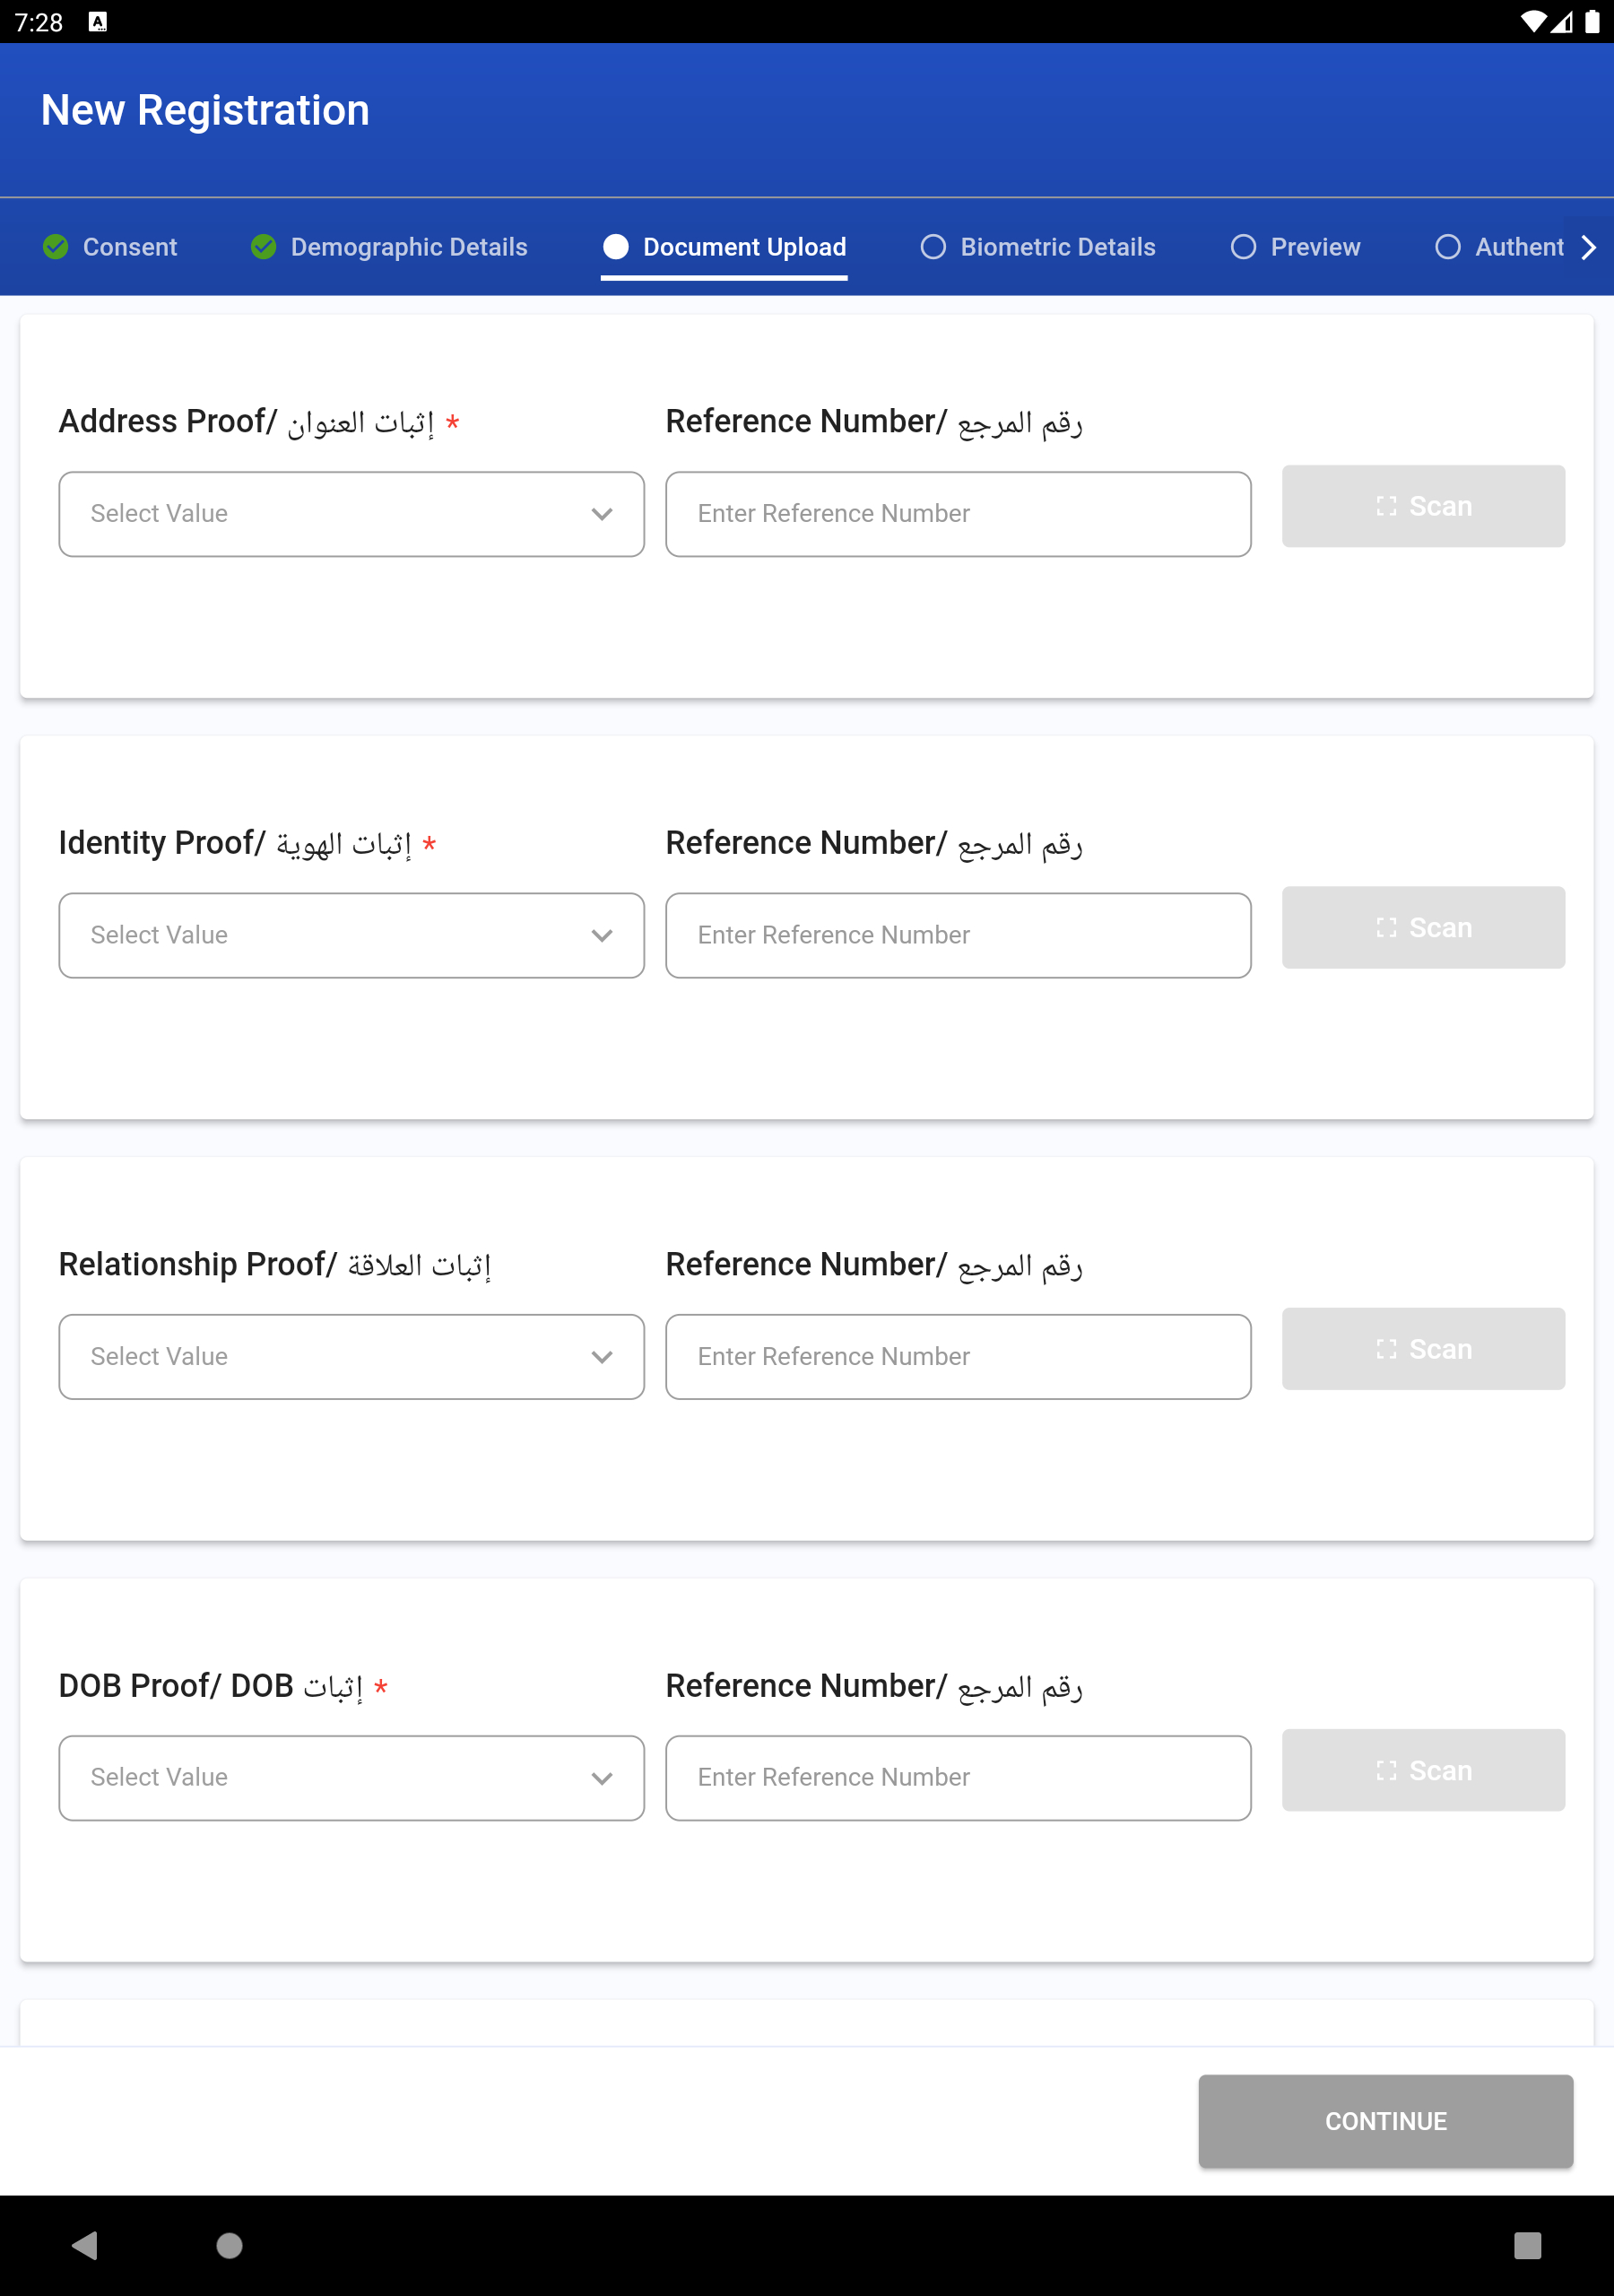 7:28
New Registration
Consent Demographic Details Document Upload Biometric Details Preview Authent
Address Proof/ إثبات العنوان * Reference Number/ رقم المرجع
Select Value Enter Reference Number Scan
Identity Proof/ إثبات الهوية * Reference Number/ رقم المرجع
Select Value Enter Reference Number Scan
Relationship Proof/ إثبات العلاقة Reference Number/ رقم المرجع
Select Value Enter Reference Number Scan
DOB Proof/ DOB إثبات * Reference Number/ رقم المرجع
Select Value Enter Reference Number Scan
CONTINUE